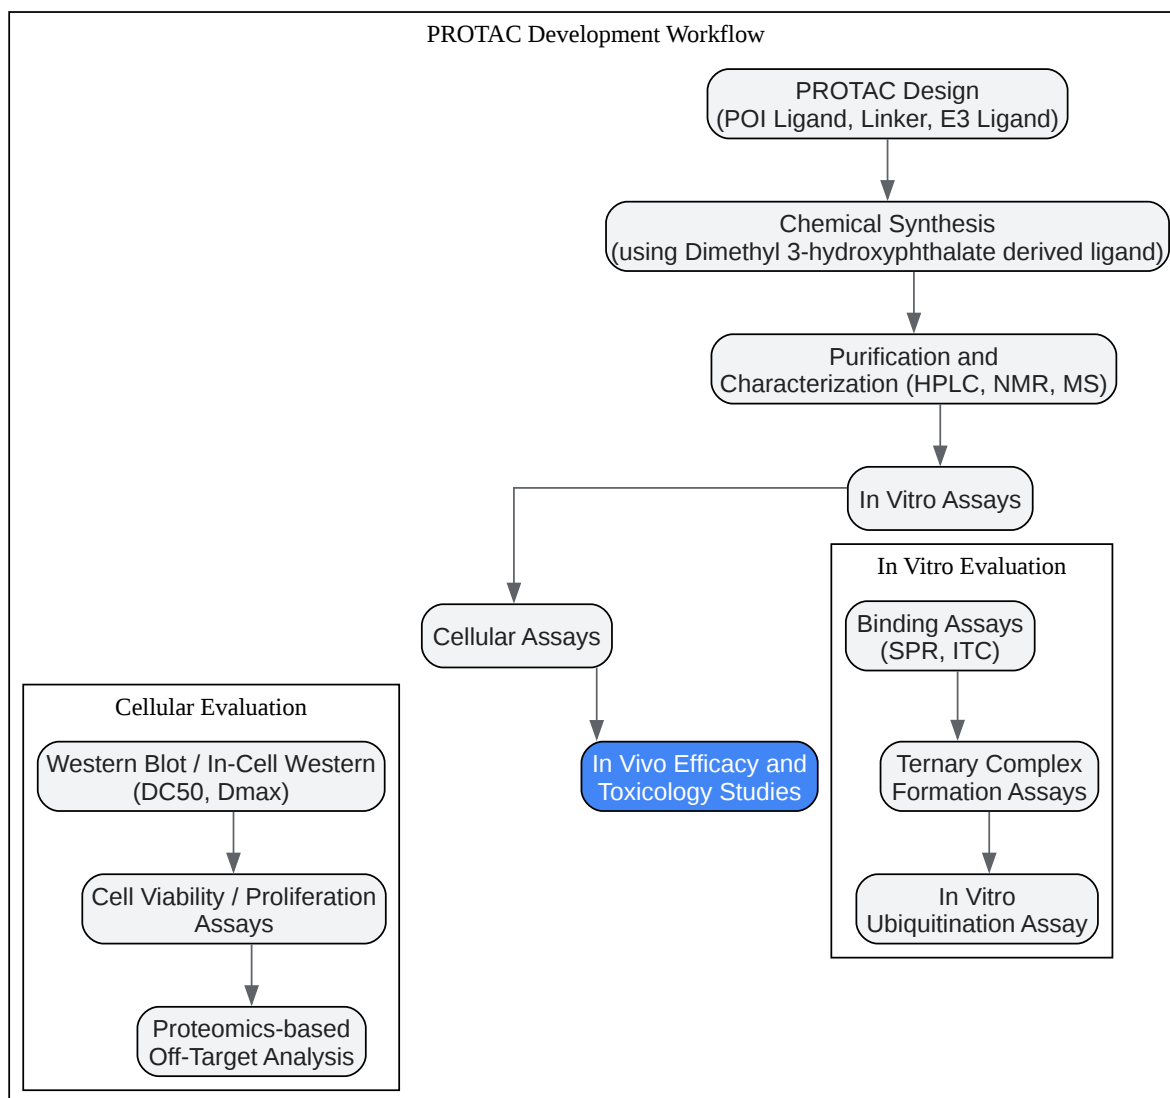 PROTAC Development Workflow
PROTAC Design
(POI Ligand, Linker, E3 Ligand)
Chemical Synthesis
(using Dimethyl 3-hydroxyphthalate derived ligand)
Purification and
Characterization (HPLC, NMR, MS)
In Vitro Assays
In Vitro Evaluation
Binding Assays
(SPR, ITC)
Ternary Complex
Formation Assays
In Vitro
Ubiquitination Assay
Cellular Assays
In Vivo Efficacy and
Toxicology Studies
Cellular Evaluation
Western Blot / In-Cell Western
(DC50, Dmax)
Cell Viability / Proliferation
Assays
Proteomics-based
Off-Target Analysis